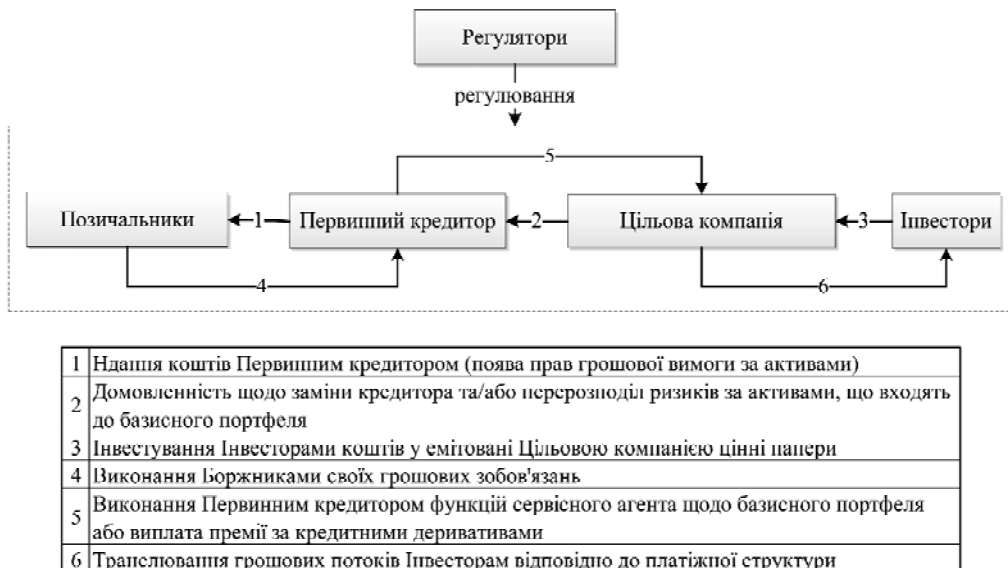 Регулятори
регулювання
5
Позичальники
1
Первинний кредитор
2
Цільова компанія
3
Інвестори
4
6
1 Ндання коштів Первинним кредитором (поява прав грошової вимоги за активами)
2 Домовленність щодо заміни кредитора та/або перерозподіл ризиків за активами, що входять
до базисного портфеля
3 Інвестування Інвесторами коштів у емітовані Цільовою компанією цінні папери
4 Виконання Боржниками своїх грошових зобов'язань
5 Виконання Первинним кредитором функцій сервісного агента щодо базисного портфеля
або виплата премії за кредитними деривативами
6 Транслювання грошових потоків Інвесторам відповідно до платіжної структури